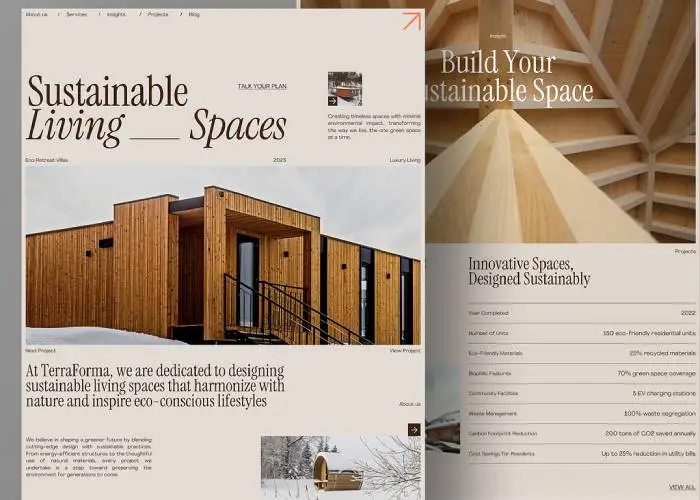 About us / Services / Insights / Projects / Blog
Sustainable
Living ___ Spaces
TALK YOUR PLAN
Creating timeless spaces with minimal
environmental impact, transforming
the way we live, the one green space
at a time.
Eco Retreat Villas
2023
Luxury Living
Next Project
View Project
At TerraForma, we are dedicated to designing
sustainable living spaces that harmonize with
nature and inspire eco-conscious lifestyles
About us
We believe in shaping a greener future by blending
cutting-edge design with sustainable practices.
From energy-efficient structures to the thoughtful
use of natural materials, every project we
undertake is a step toward preserving the
environment for generations to come.
Insight
Build Your
ustainable Space
Projects
Innovative Spaces,
Designed Sustainably
Year Completed 2022
Number of Units 150 eco-friendly residential units
Eco-Friendly Materials 25% recycled materials
Biophilic Features 70% green space coverage
Community Facilities 5 EV charging stations
Waste Management 100% waste segregation
Carbon Footprint Reduction 200 tons of CO2 saved annually
Cost Savings for Residents Up to 25% reduction in utility bills
VIEW ALL